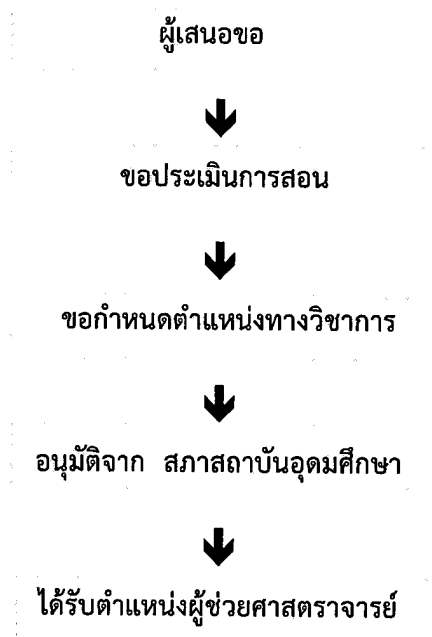 ผู้เสนอขอ
ขอประเมินการสอน
ขอกำหนดตำแหน่งทางวิชาการ
อนุมัติจาก สภาสถาบันอุดมศึกษา
ได้รับตำแหน่งผู้ช่วยศาสตราจารย์